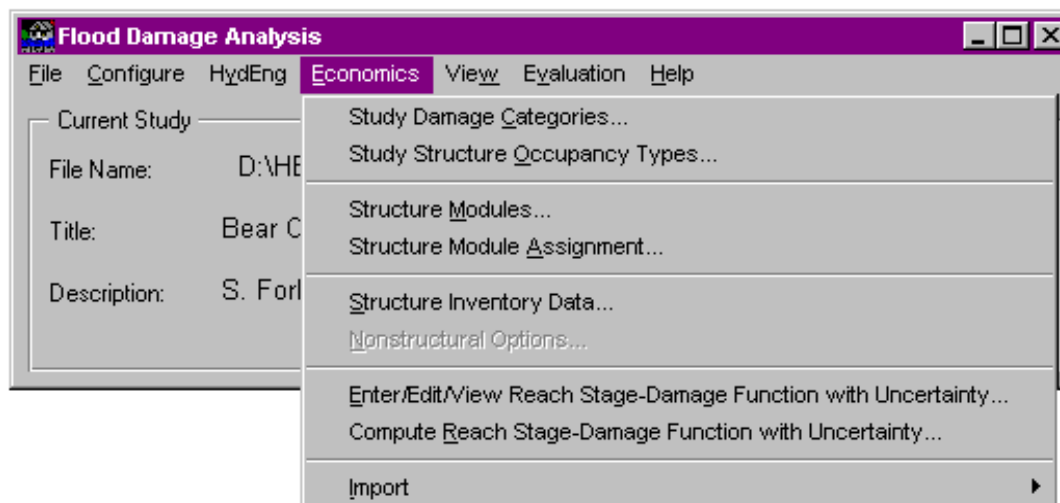 Flood Damage Analysis
File Configure HydEng Economics View Evaluation Help
Current Study
File Name: D:\HE
Title: Bear C
Description: S. For
Study Damage Categories...
Study Structure Occupancy Types...
Structure Modules...
Structure Module Assignment...
Structure Inventory Data...
Nonstructural Options...
Enter/Edit/View Reach Stage-Damage Function with Uncertainty...
Compute Reach Stage-Damage Function with Uncertainty...
Import